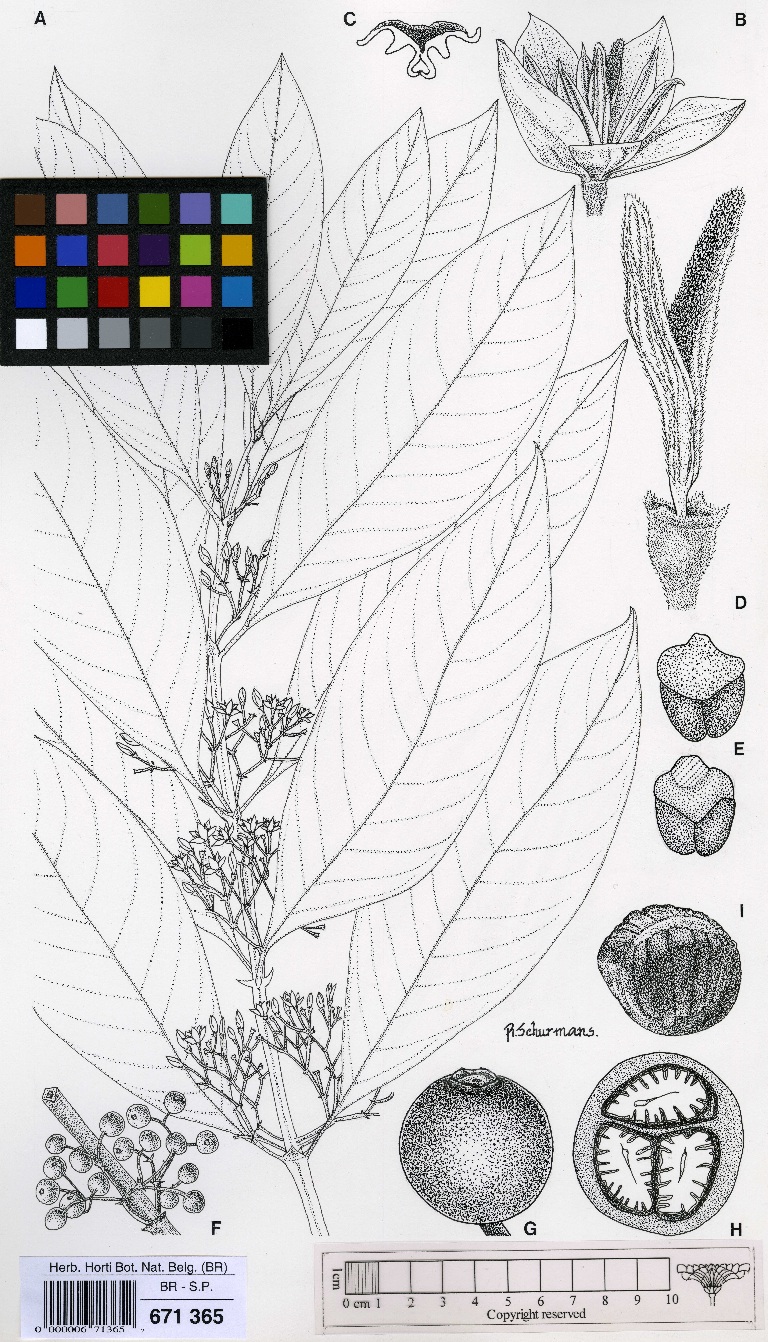 A
C
B
D
E
I
R.Schurmans.
F
G
H
Herb. Horti Bot. Nat. Belg. (BR)
BR - S.P.
671 365
0 000006 71365
1cm
0 cm 1 2 3 4 5 6 7 8 9 10
Copyright reserved